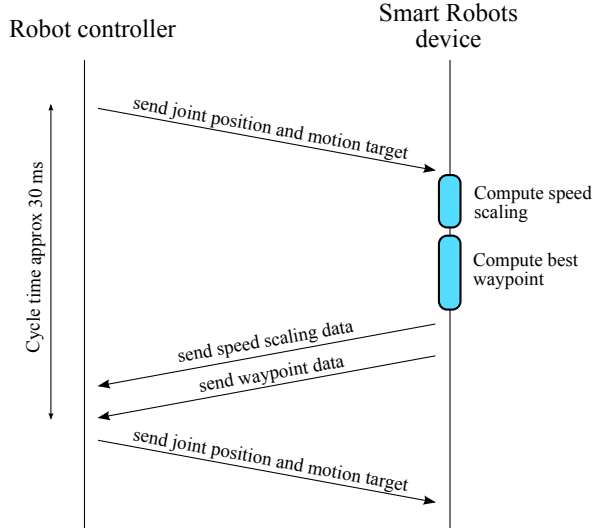 Robot controller
Smart Robots
device
send joint position and motion target
Cycle time approx 30 ms
Compute speed
scaling
Compute best
waypoint
send speed scaling data
send waypoint data
send joint position and motion target